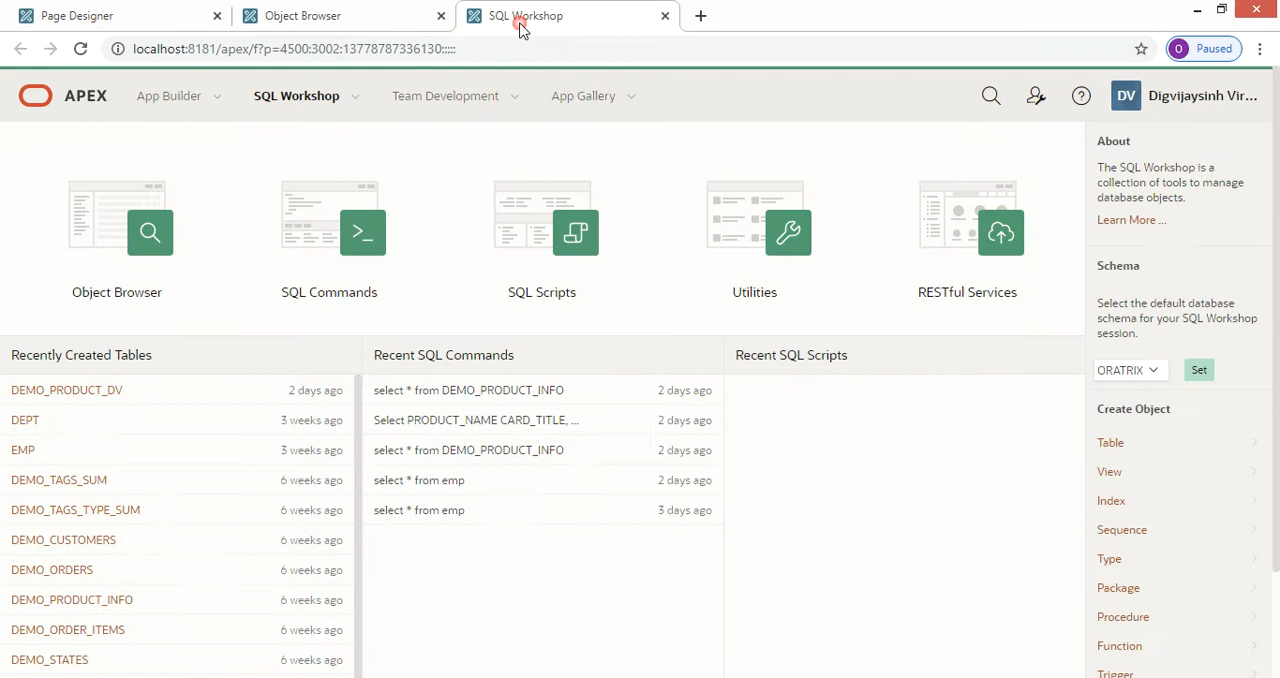 Page Designer
Object Browser
SQL Workshop
localhost:8181/apex/f?p=4500:3002:13778787336130:::::
O Paused
APEX
App Builder
SQL Workshop
Team Development
App Gallery
DV
Digvijaysinh Vir...
Object Browser
SQL Commands
SQL Scripts
Utilities
RESTful Services
Recently Created Tables
DEMO_PRODUCT_DV 2 days ago
DEPT 3 weeks ago
EMP 3 weeks ago
DEMO_TAGS_SUM 6 weeks ago
DEMO_TAGS_TYPE_SUM 6 weeks ago
DEMO_CUSTOMERS 6 weeks ago
DEMO_ORDERS 6 weeks ago
DEMO_PRODUCT_INFO 6 weeks ago
DEMO_ORDER_ITEMS 6 weeks ago
DEMO_STATES 6 weeks ago
Recent SQL Commands
select * from DEMO_PRODUCT_INFO 2 days ago
Select PRODUCT_NAME CARD_TITLE, ... 2 days ago
select * from DEMO_PRODUCT_INFO 2 days ago
select * from emp 2 days ago
select * from emp 3 days ago
Recent SQL Scripts
About
The SQL Workshop is a
collection of tools to manage
database objects.
Learn More ...
Schema
Select the default database
schema for your SQL Workshop
session.
ORATRIX Set
Create Object
Table
View
Index
Sequence
Type
Package
Procedure
Function
Trigger